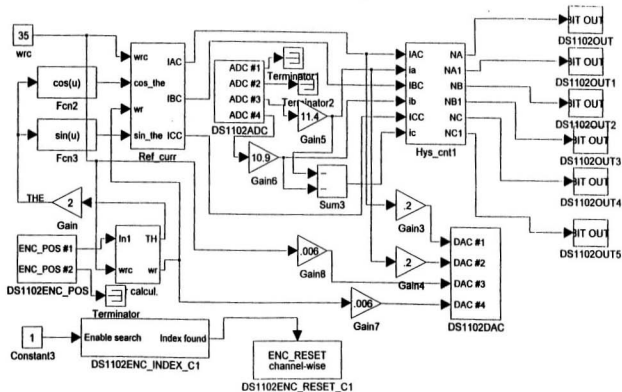 35
wrc
cos(u)
Fcn2
sin(u)
Fcn3
THE
2
Gain
ENC_POS #1
ENC_POS #2
DS1102ENC_POS
In1
TH
wrc
wr
calcul.
Terminator
1
Constant3
Enable search
Index found
DS1102ENC_INDEX_C1
ENC_RESET
channel-wise
DS1102ENC_RESET_C1
wrc
IAC
cos_the
IBC
wr
sin_the
ICC
Ref_curr
ADC #1
ADC #2
ADC #3
ADC #4
DS1102ADC
Terminator1
Terminator2
11.4
Gain5
10.9
Gain6
Sum3
.006
Gain8
.006
Gain7
.2
Gain3
.2
Gain4
DAC #1
DAC #2
DAC #3
DAC #4
DS1102DAC
IAC
ia
IBC
ib
ICC
ic
NA
NA1
NB
NB1
NC
NC1
Hys_cnt1
BIT OUT
DS1102OUT
BIT OUT
DS1102OUT1
BIT OUT
DS1102OUT2
BIT OUT
DS1102OUT3
BIT OUT
DS1102OUT4
BIT OUT
DS1102OUT5